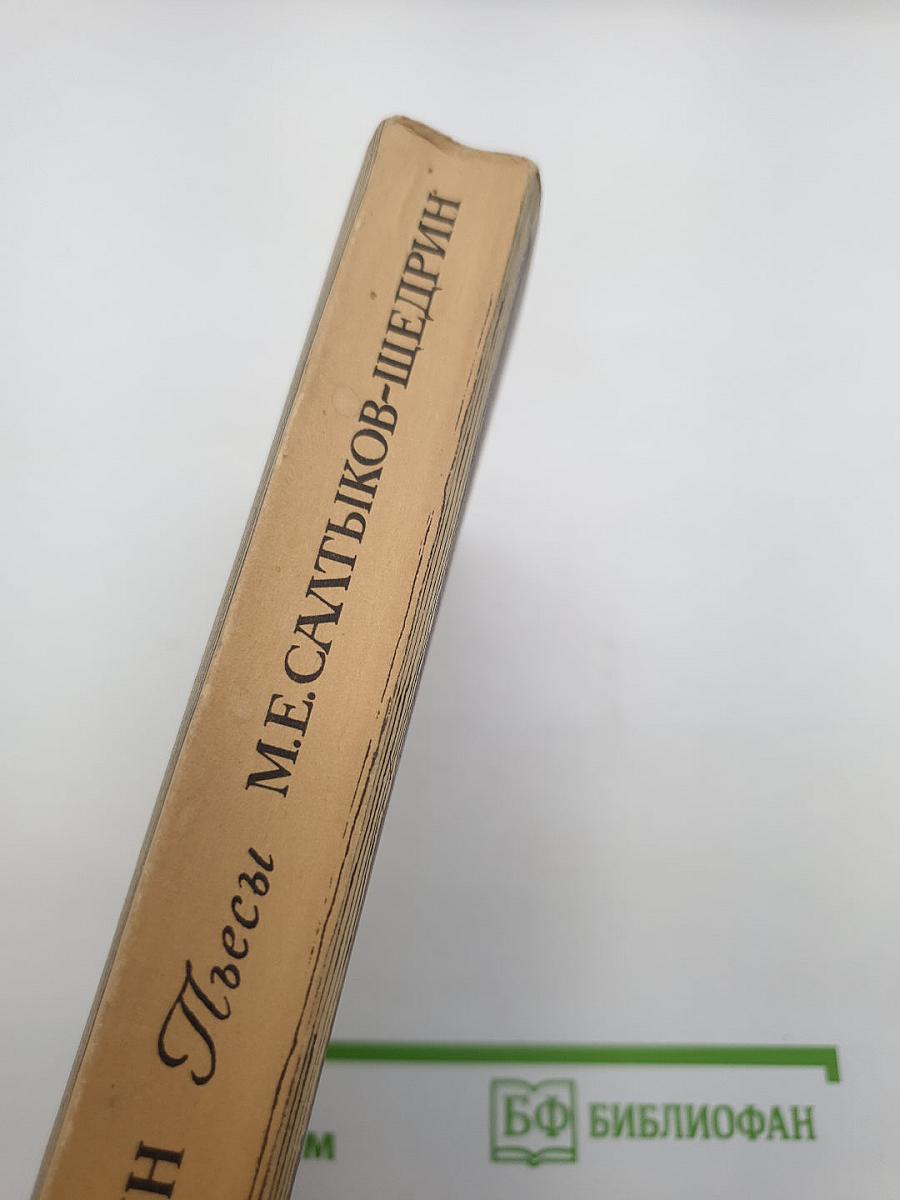 Пьесы М.Е.САЛТЫКОВ-ЩЕДРИН
БФ БИБЛИОФАН